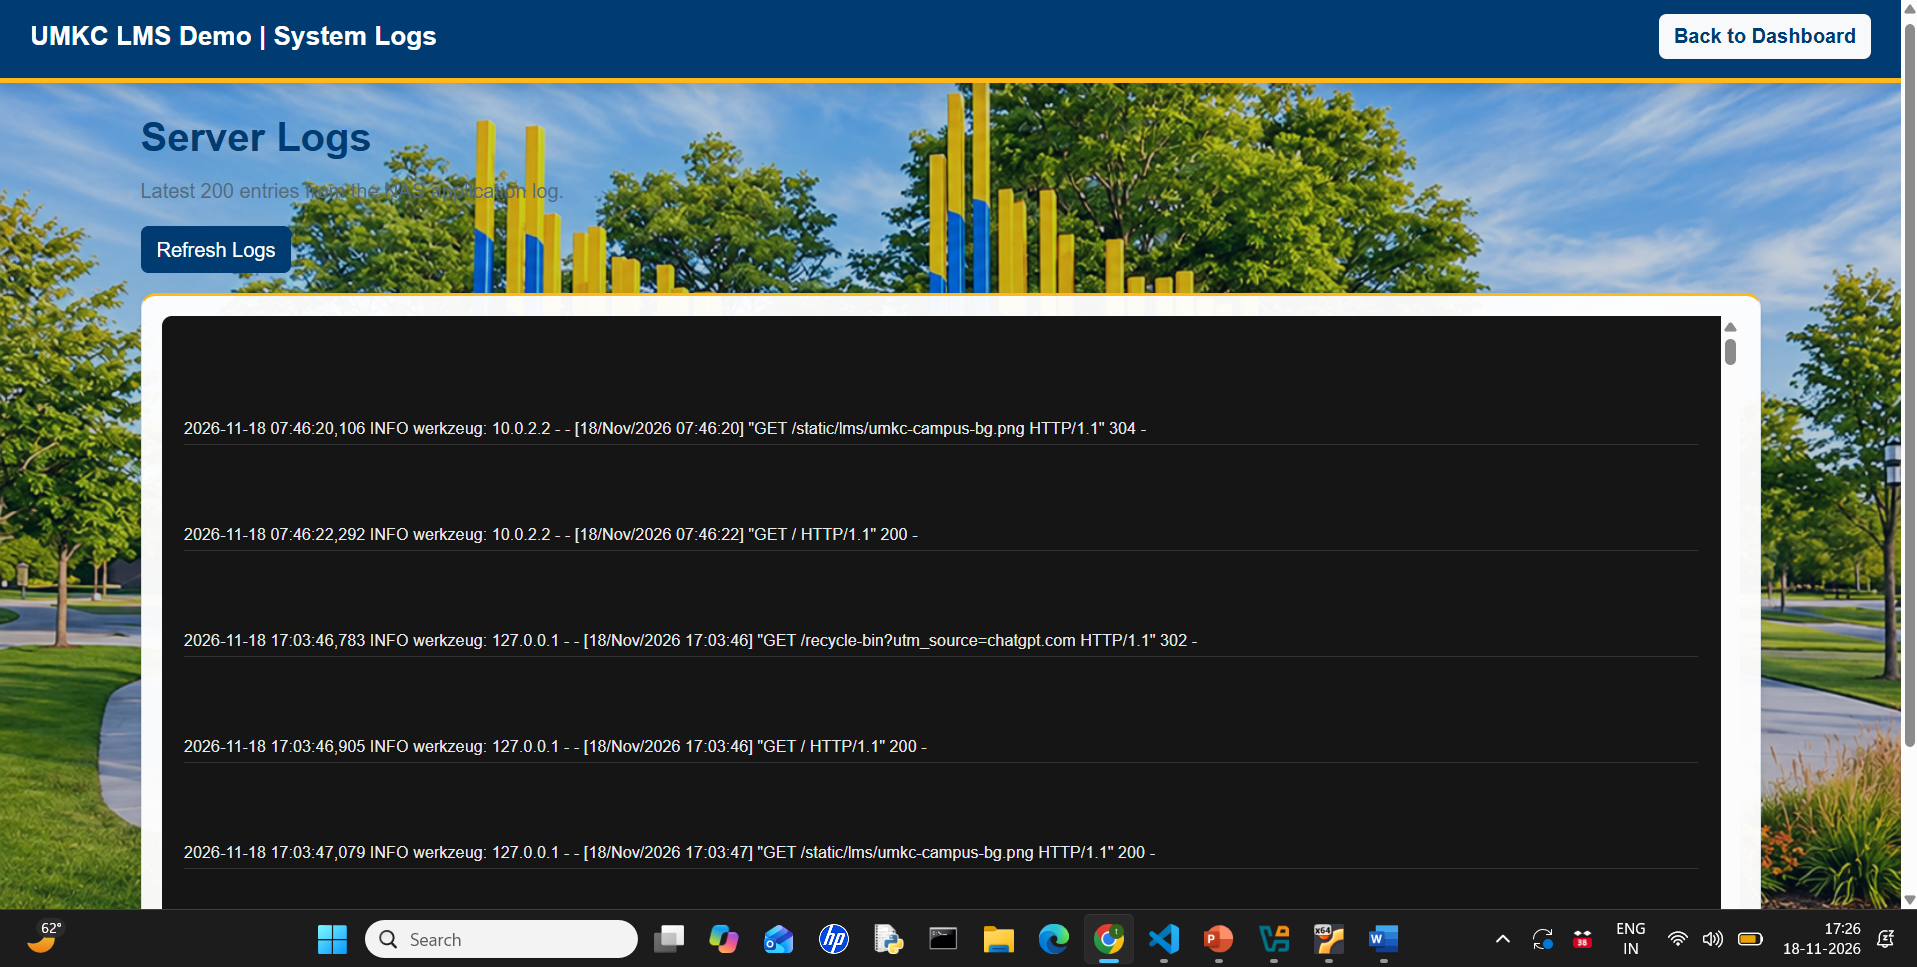 UMKC LMS Demo | System Logs
Back to Dashboard
Server Logs
Latest 200 entries from the NAS application log.
Refresh Logs
2026-11-18 07:46:20,106 INFO werkzeug: 10.0.2.2 - - [18/Nov/2026 07:46:20] "GET /static/lms/umkc-campus-bg.png HTTP/1.1" 304 -
2026-11-18 07:46:22,292 INFO werkzeug: 10.0.2.2 - - [18/Nov/2026 07:46:22] "GET / HTTP/1.1" 200 -
2026-11-18 17:03:46,783 INFO werkzeug: 127.0.0.1 - - [18/Nov/2026 17:03:46] "GET /recycle-bin?utm_source=chatgpt.com HTTP/1.1" 302 -
2026-11-18 17:03:46,905 INFO werkzeug: 127.0.0.1 - - [18/Nov/2026 17:03:46] "GET / HTTP/1.1" 200 -
2026-11-18 17:03:47,079 INFO werkzeug: 127.0.0.1 - - [18/Nov/2026 17:03:47] "GET /static/lms/umkc-campus-bg.png HTTP/1.1" 200 -
62°
Search
hp
t
P
x64
W
38
ENG
IN
17:26
18-11-2026